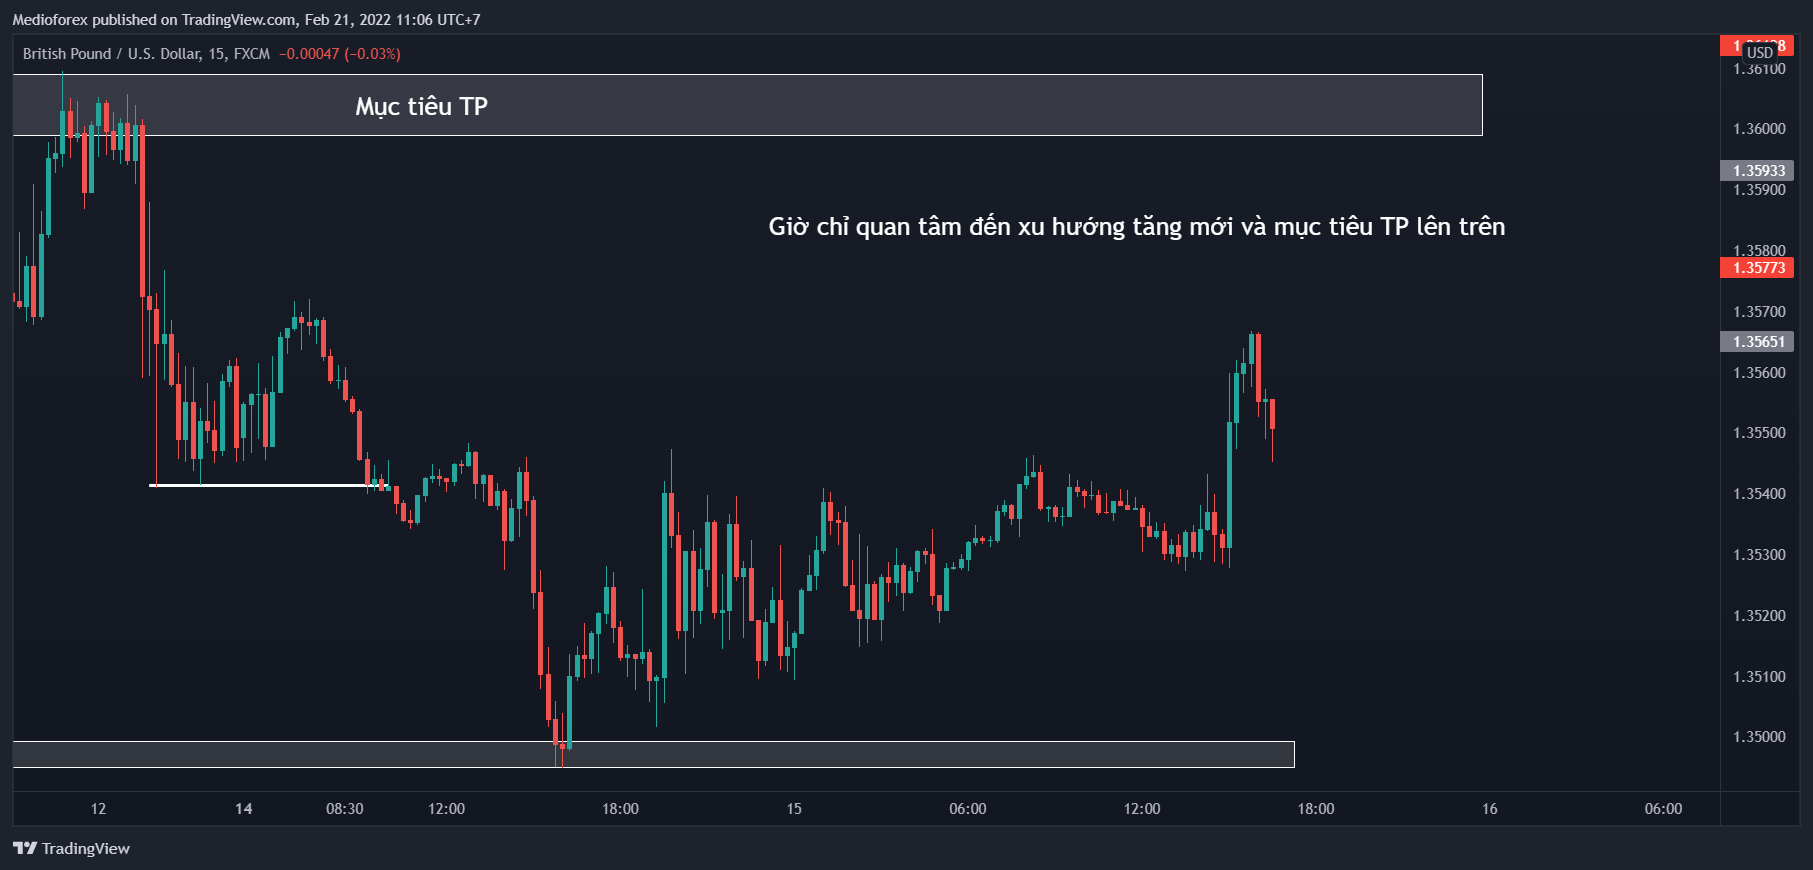 Medioforex published on TradingView.com, Feb 21, 2022 11:06 UTC+7
British Pound / U.S. Dollar, 15, FXCM −0.00047 (−0.03%)
USD
1.36100
Mục tiêu TP
1.36000
1.35933
1.35900
Giờ chỉ quan tâm đến xu hướng tăng mới và mục tiêu TP lên trên
1.35800
1.35773
1.35700
1.35651
1.35600
1.35500
1.35400
1.35300
1.35200
1.35100
1.35000
12 14 08:30 12:00 18:00 15 06:00 12:00 18:00 16 06:00
TradingView